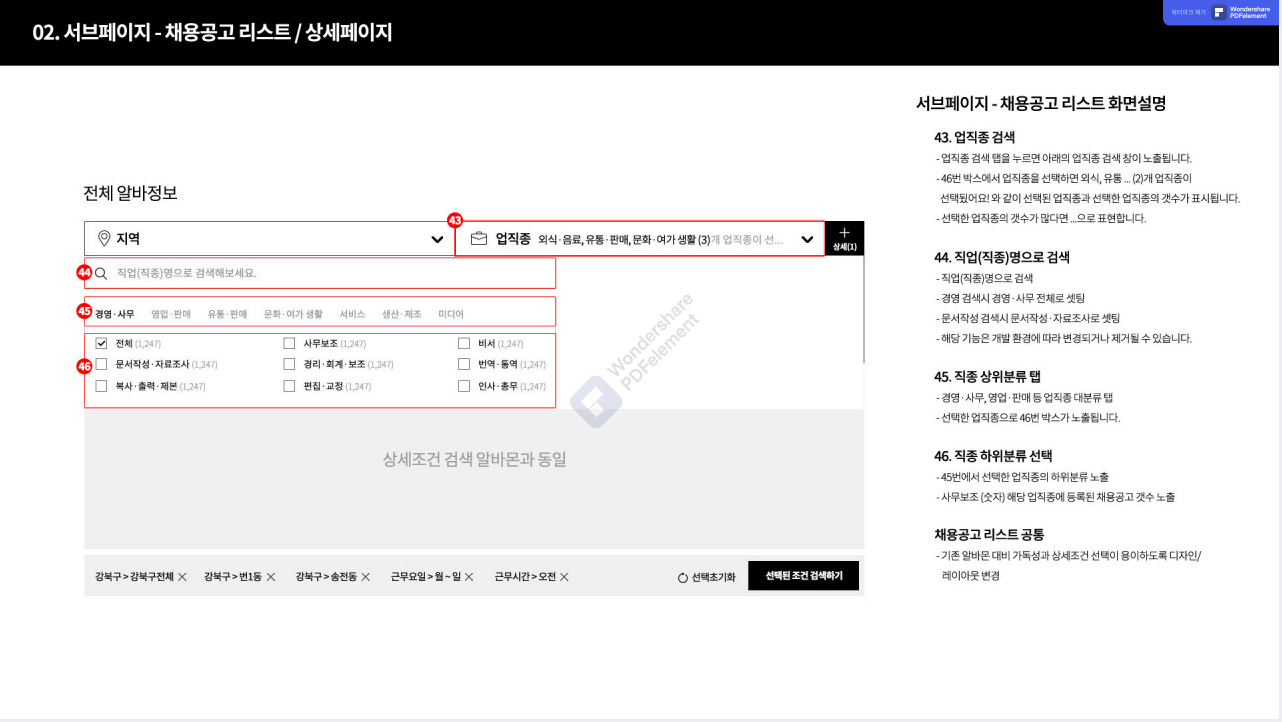 02. 서브페이지 - 채용공고 리스트 / 상세페이지
워터마크 제거
Wondershare
PDFelement
전체 알바정보
지역
43
업직종 외식·음료, 유통·판매, 문화·여가 생활 (3)개 업직종이 선...
상세(1)
44
직업(직종)명으로 검색해보세요.
45
경영·사무 영업·판매 유통·판매 문화·여가 생활 서비스 생산·제조 미디어
46
전체 (1,247) 사무보조 (1,247) 비서 (1,247)
문서작성·자료조사 (1,247) 경리·회계·보조 (1,247) 번역·통역 (1,247)
복사·출력·제본 (1,247) 편집·교정 (1,247) 인사·총무 (1,247)
Wondershare
PDFelement
상세조건 검색 알바몬과 동일
강북구 > 강북구전체 강북구 > 번1동 강북구 > 송전동 근무요일 > 월 ~ 일 근무시간 > 오전
선택초기화
선택된 조건 검색하기
서브페이지 - 채용공고 리스트 화면설명
43. 업직종 검색
- 업직종 검색 탭을 누르면 아래의 업직종 검색 창이 노출됩니다.
- 46번 박스에서 업직종을 선택하면 외식, 유통 ... (2)개 업직종이
선택됬어요! 와 같이 선택된 업직종과 선택한 업직종의 갯수가 표시됩니다.
- 선택한 업직종의 갯수가 많다면 ...으로 표현합니다.
44. 직업(직종)명으로 검색
- 직업(직종)명으로 검색
- 경영 검색시 경영·사무 전체로 셋팅
- 문서작성 검색시 문서작성·자료조사로 셋팅
- 해당 기능은 개발 환경에 따라 변경되거나 제거될 수 있습니다.
45. 직종 상위분류 탭
- 경영·사무, 영업·판매 등 업직종 대분류 탭
- 선택한 업직종으로 46번 박스가 노출됩니다.
46. 직종 하위분류 선택
- 45번에서 선택한 업직종의 하위분류 노출
- 사무보조 (숫자) 해당 업직종에 등록된 채용공고 갯수 노출
채용공고 리스트 공통
- 기존 알바몬 대비 가독성과 상세조건 선택이 용이하도록 디자인/
레이아웃 변경